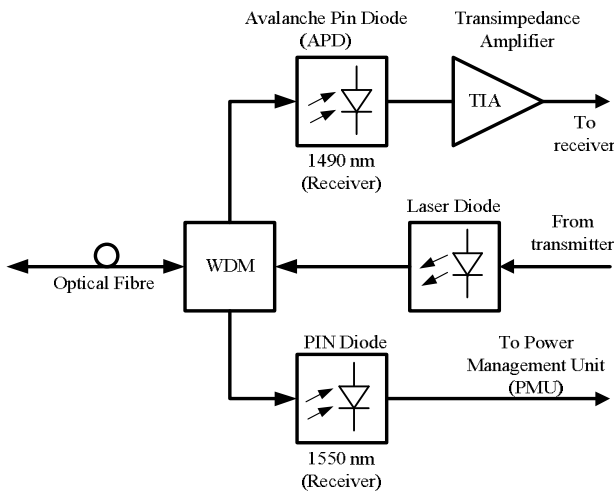 Avalanche Pin Diode
(APD)
Transimpedance
Amplifier
TIA
To
receiver
1490 nm
(Receiver)
Laser Diode
From
transmitter
WDM
Optical Fibre
PIN Diode
To Power
Management Unit
(PMU)
1550 nm
(Receiver)